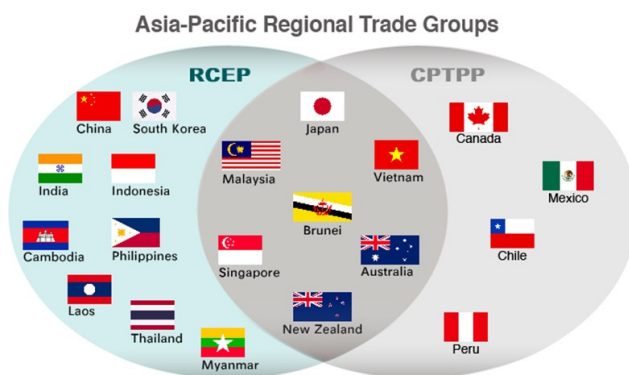 Asia-Pacific Regional Trade Groups
RCEP
CPTPP
China
South Korea
Japan
Canada
India
Indonesia
Malaysia
Vietnam
Mexico
Cambodia
Philippines
Brunei
Chile
Singapore
Australia
Laos
Thailand
New Zealand
Myanmar
Peru